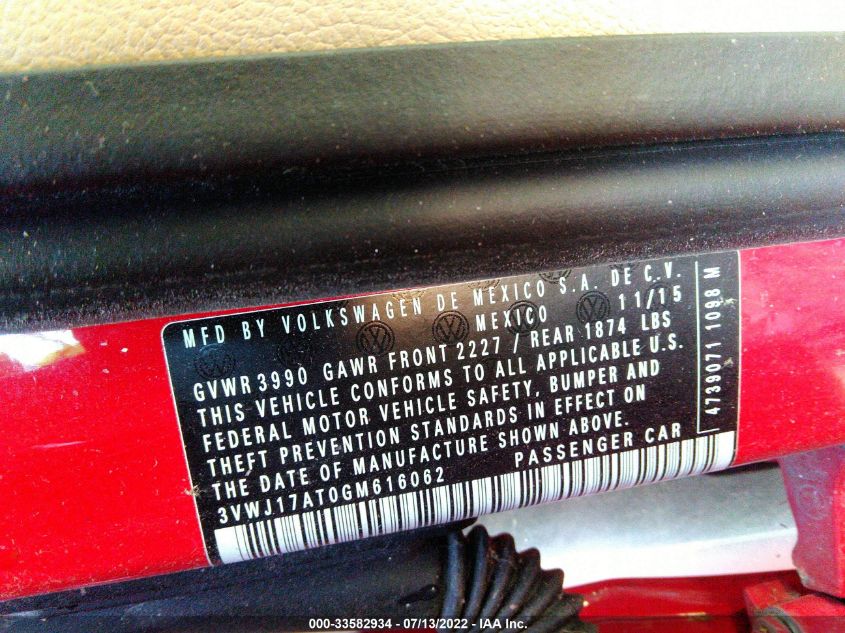 MFD BY VOLKSWAGEN DE MEXICO S.A. DE C.V.
MEXICO 11/15
GVWR 3990 GAWR FRONT 2227 / REAR 1874 LBS
THIS VEHICLE CONFORMS TO ALL APPLICABLE U.S.
FEDERAL MOTOR VEHICLE SAFETY, BUMPER AND
THEFT PREVENTION STANDARDS IN EFFECT ON
THE DATE OF MANUFACTURE SHOWN ABOVE.
3VWJ17AT0GM616062 PASSENGER CAR
4739071 1098 M
000-33582934 - 07/13/2022 - IAA Inc.